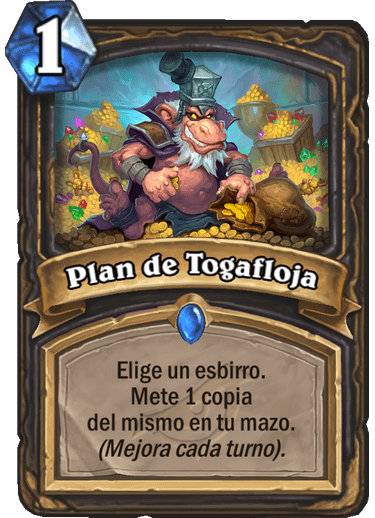 1
Plan de Togafloja
Elige un esbirro.
Mete 1 copia
del mismo en tu mazo.
(Mejora cada turno).